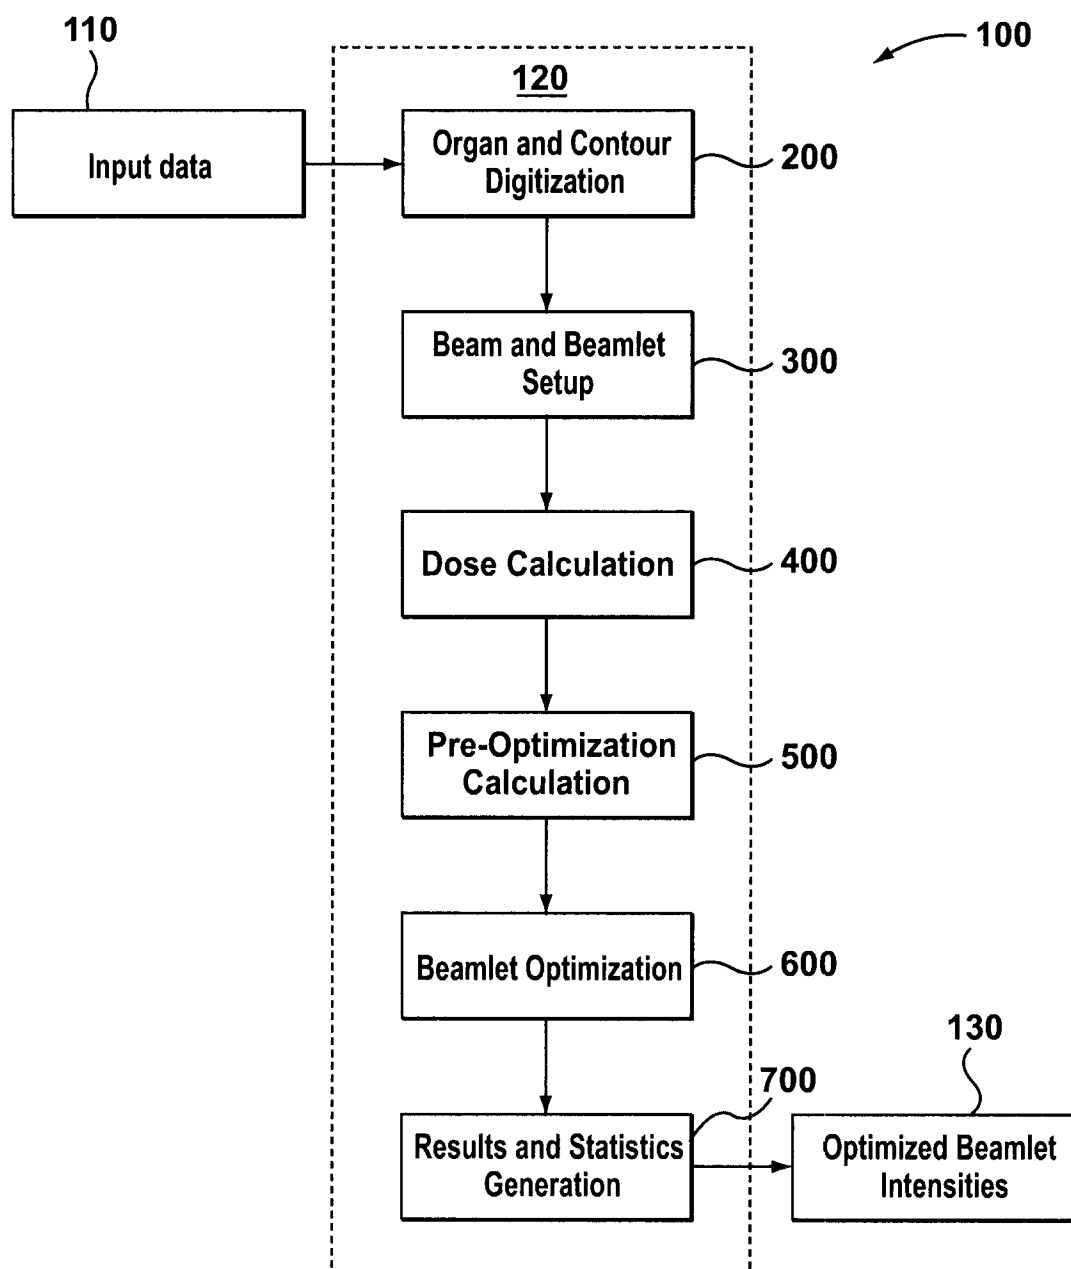 110
100
120
Input data
Organ and Contour
Digitization
200
Beam and Beamlet
Setup
300
Dose Calculation
400
Pre-Optimization
Calculation
500
Beamlet Optimization
600
130
700
Results and Statistics
Generation
Optimized Beamlet
Intensities